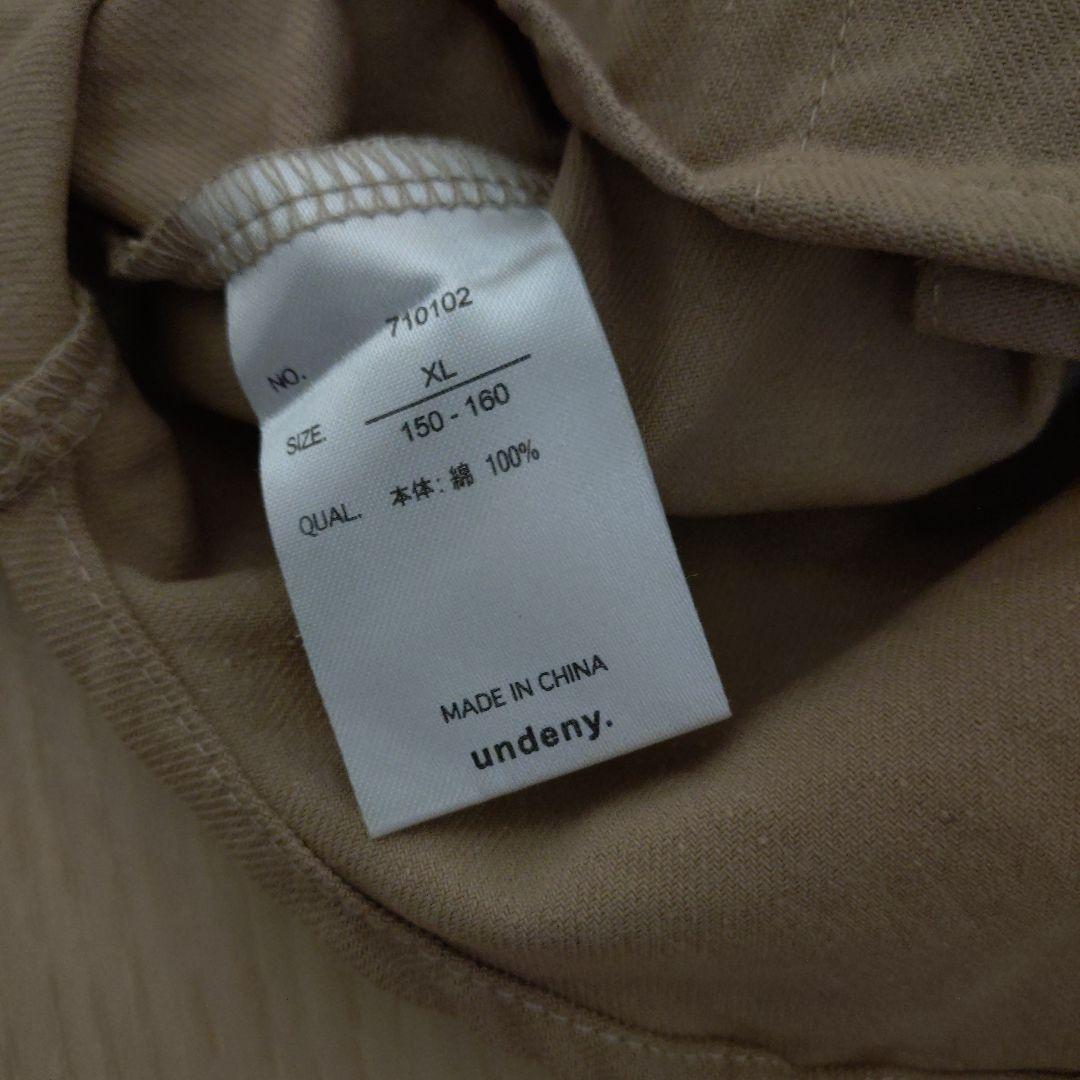 NO. 710102
SIZE. XL
150 - 160
QUAL. 本体: 綿 100%
MADE IN CHINA
undeny.